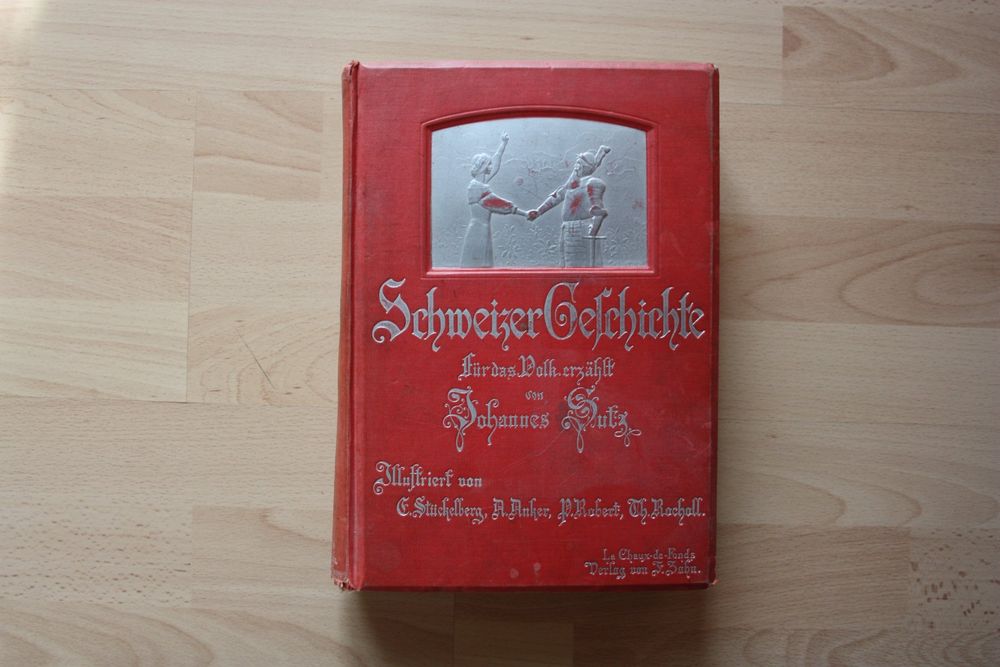 Schweizer Geschichte
Für das Volk erzählt
von
Johannes Sutz
Illustriert von
E. Stückelberg, A. Anker, P. Robert, Th. Rocholl.
La Chaux-de-Fonds
Verlag von F. Zahn.